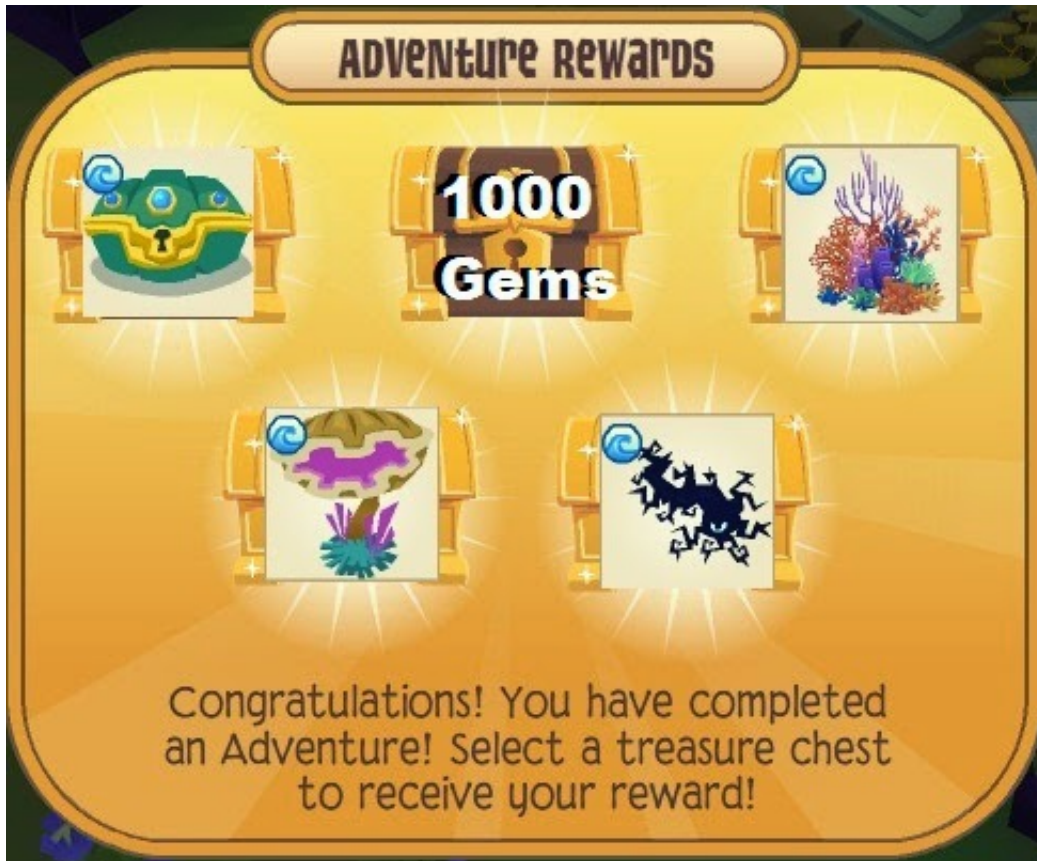 ADVENTURE REWARDS
1000
Gems
Congratulations! You have completed
an Adventure! Select a treasure chest
to receive your reward!